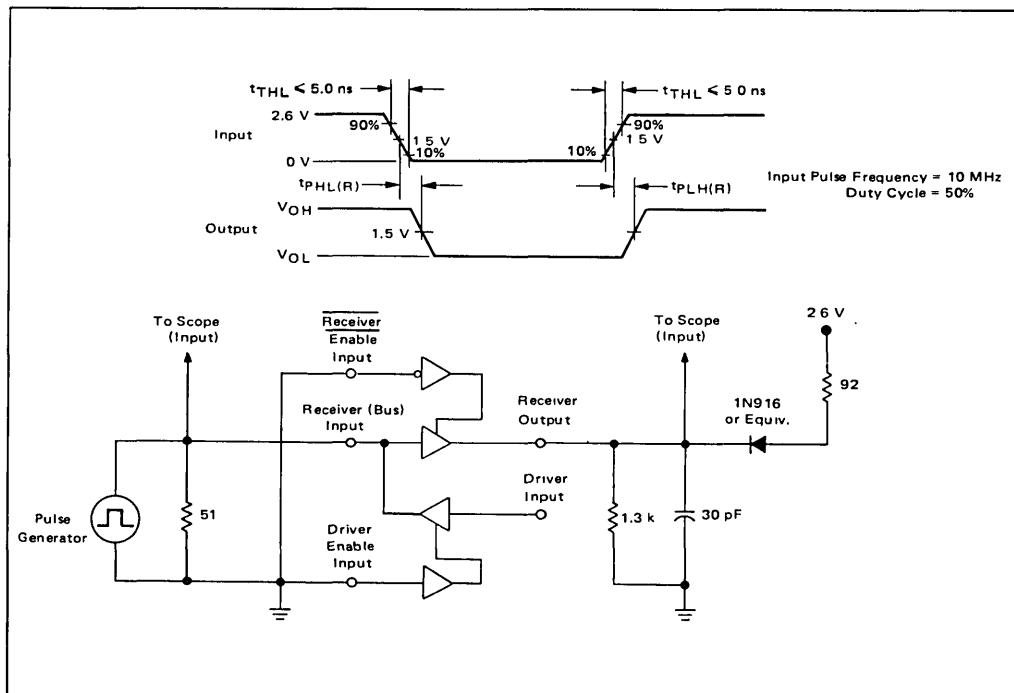 tTHL ≤ 5.0 ns
tTHL ≤ 5 0 ns
2.6 V
90%
90%
1 5 V
1 5 V
Input
10%
10%
0 V
tPHL(R)
tPLH(R)
Input Pulse Frequency = 10 MHz
Duty Cycle = 50%
VOH
Output
1.5 V
VOL
To Scope
(Input)
Receiver
Enable
Input
To Scope
(Input)
2 6 V
92
Receiver (Bus)
Input
Receiver
Output
1N916
or Equiv.
Pulse
Generator
51
Driver
Input
1.3 k
30 pF
Driver
Enable
Input